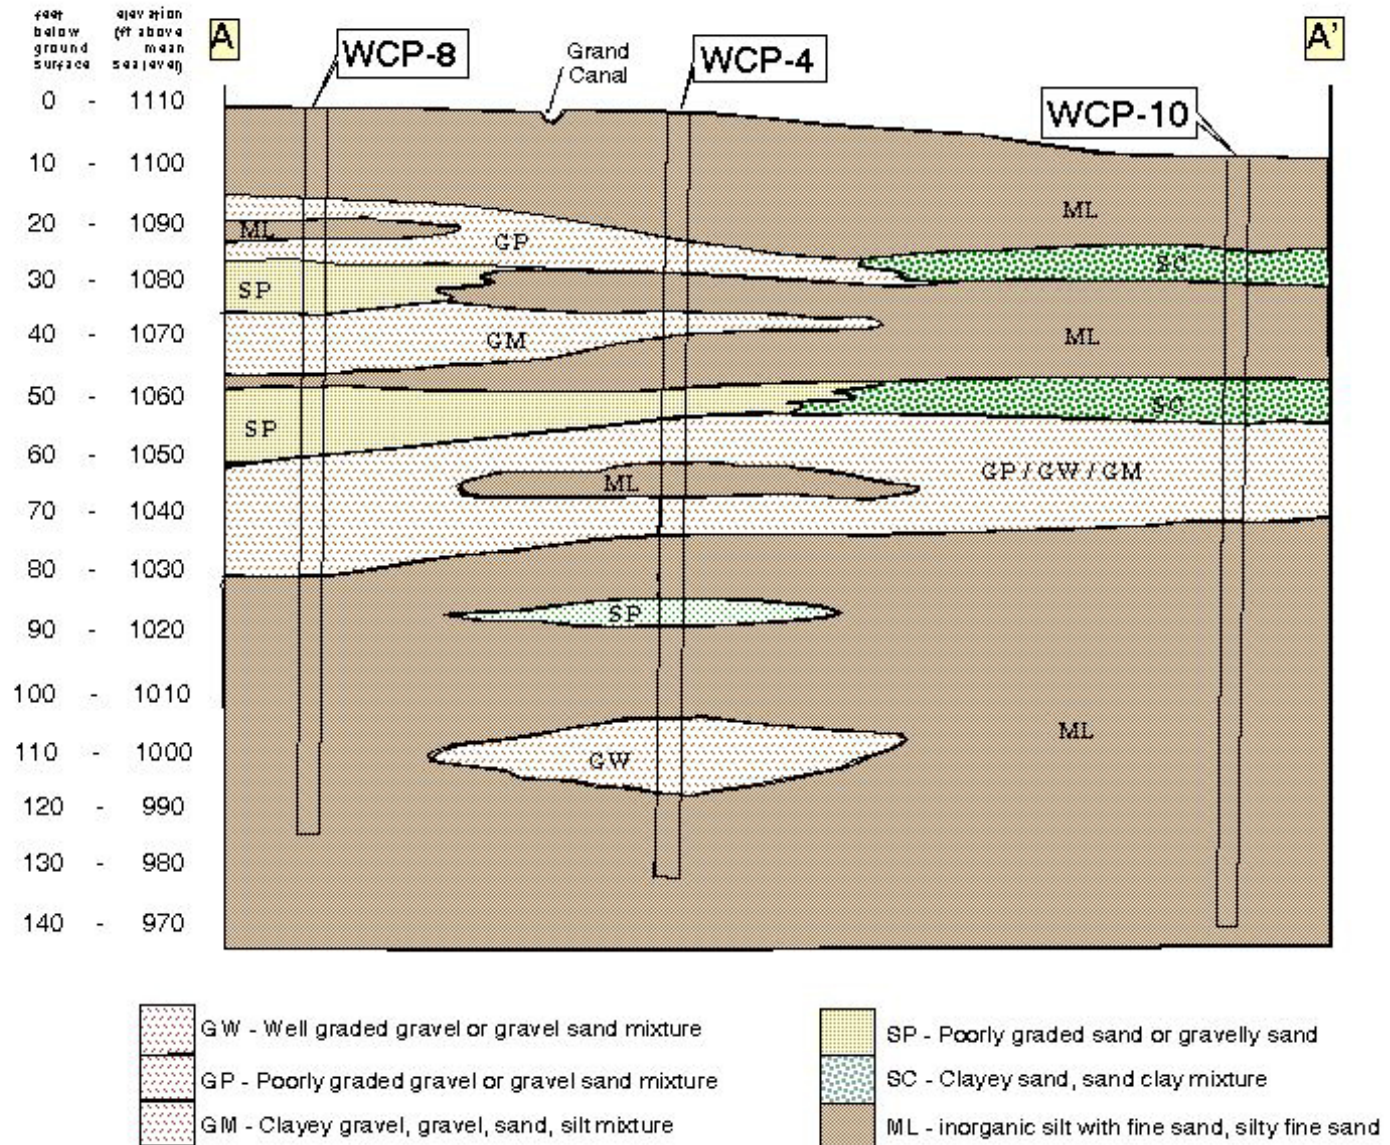 feet
below
ground
surface
elevation
(ft above
mean
sea level)
A
WCP-8
Grand
Canal
WCP-4
A'
WCP-10
0 - 1110
10 - 1100
20 - 1090
30 - 1080
40 - 1070
50 - 1060
60 - 1050
70 - 1040
80 - 1030
90 - 1020
100 - 1010
110 - 1000
120 - 990
130 - 980
140 - 970
ML
ML
GP
SC
SP
GM
ML
SC
SP
GP / GW / GM
ML
SP
ML
GW
GW - Well graded gravel or gravel sand mixture
GP - Poorly graded gravel or gravel sand mixture
GM - Clayey gravel, gravel, sand, silt mixture
SP - Poorly graded sand or gravelly sand
SC - Clayey sand, sand clay mixture
ML - inorganic silt with fine sand, silty fine sand